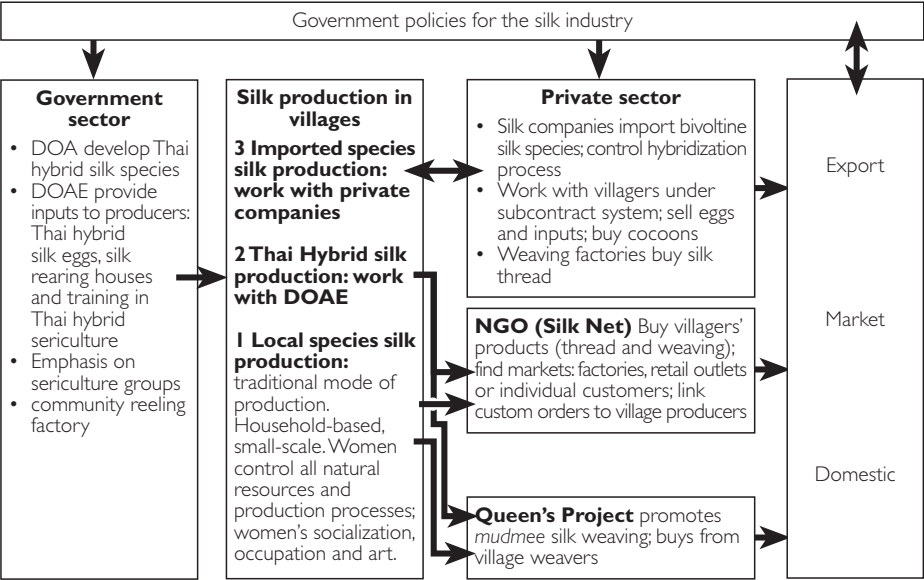 Government policies for the silk industry
Government
sector
• DOA develop Thai
hybrid silk species
• DOAE provide
inputs to producers:
Thai hybrid
silk eggs, silk
rearing houses
and training in
Thai hybrid
sericulture
• Emphasis on
sericulture groups
• community reeling
factory
Silk production in
villages
3 Imported species
silk production:
work with private
companies
2 Thai Hybrid silk
production: work
with DOAE
1 Local species silk
production:
traditional mode of
production.
Household-based,
small-scale. Women
control all natural
resources and
production processes;
women's socialization,
occupation and art.
Private sector
• Silk companies import bivoltine
silk species; control hybridization
process
• Work with villagers under
subcontract system; sell eggs
and inputs; buy cocoons
• Weaving factories buy silk
thread
NGO (Silk Net) Buy villagers'
products (thread and weaving);
find markets: factories, retail outlets
or individual customers; link
custom orders to village producers
Queen's Project promotes
mudmee silk weaving; buys from
village weavers
Export
Market
Domestic